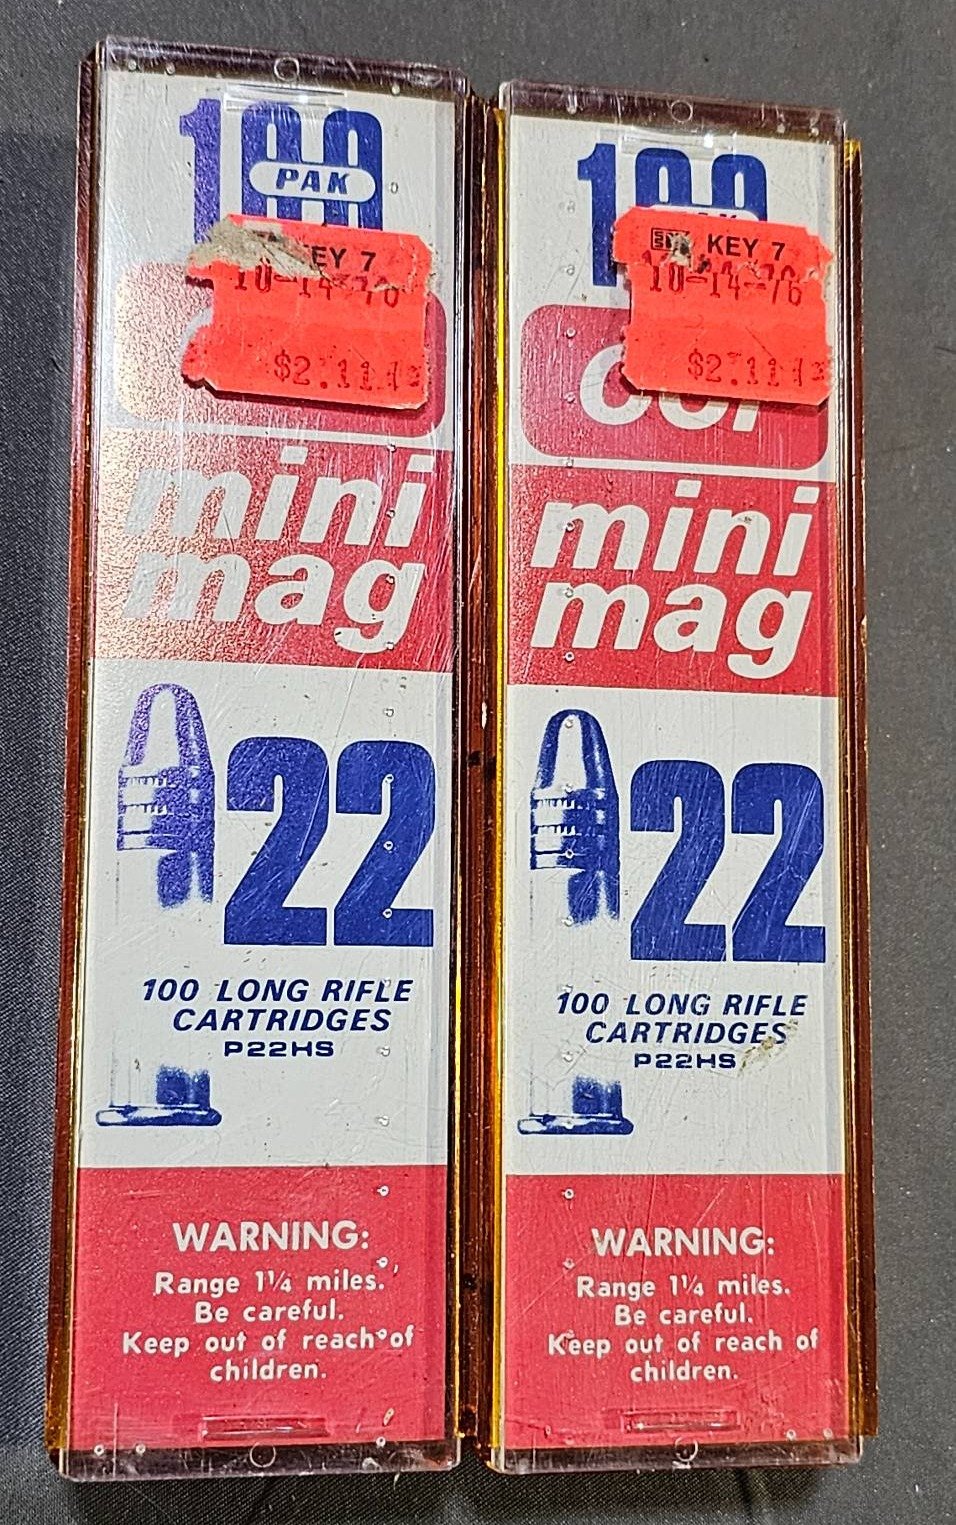 100
PAK
EY 7
10-14-76
$2.11
mini
mag
22
100 LONG RIFLE
CARTRIDGES
P22HS
WARNING:
Range 1¼ miles.
Be careful.
Keep out of reach of
children.
100
KEY 7
10-14-76
$2.11
CCI
mini
mag
22
100 LONG RIFLE
CARTRIDGES
P22HS
WARNING:
Range 1¼ miles.
Be careful.
Keep out of reach of
children.